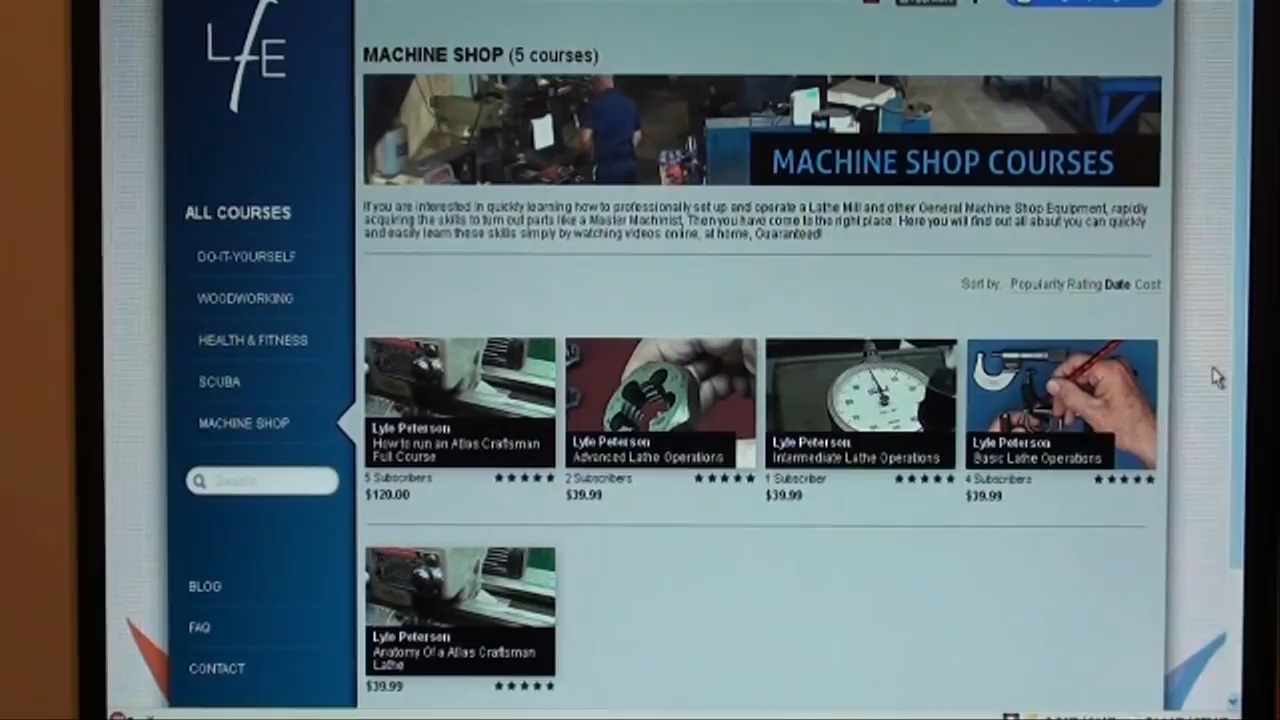 LfE
MACHINE SHOP (5 courses)
MACHINE SHOP COURSES
If you are interested in quickly learning how to professionally set up and operate a Lathe Mill and other General Machine Shop Equipment, rapidly
acquiring the skills to turn out parts like a Master Machinist, Then you have come to the right place. Here you will find out all about you can quickly
and easily learn these skills simply by watching videos online, at home, Guaranteed!
Sort by: Popularity Rating Date Cost
ALL COURSES
DO-IT-YOURSELF
WOODWORKING
HEALTH & FITNESS
SCUBA
MACHINE SHOP
Search
BLOG
FAQ
CONTACT
Lyle Peterson
How to run an Atlas Craftsman
Full Course
5 Subscribers
$120.00
Lyle Peterson
Advanced Lathe Operations
2 Subscribers
$39.99
Lyle Peterson
Intermediate Lathe Operations
1 Subscriber
$39.99
Lyle Peterson
Basic Lathe Operations
4 Subscribers
$39.99
Lyle Peterson
Anatomy Of a Atlas Craftsman
Lathe
$39.99